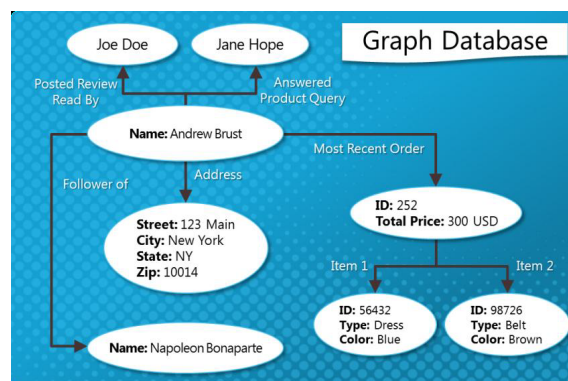 Graph Database
Joe Doe
Jane Hope
Posted Review
Read By
Answered
Product Query
Name: Andrew Brust
Most Recent Order
Follower of
Address
Street: 123 Main
City: New York
State: NY
Zip: 10014
ID: 252
Total Price: 300 USD
Item 1
Item 2
ID: 56432
Type: Dress
Color: Blue
ID: 98726
Type: Belt
Color: Brown
Name: Napoleon Bonaparte